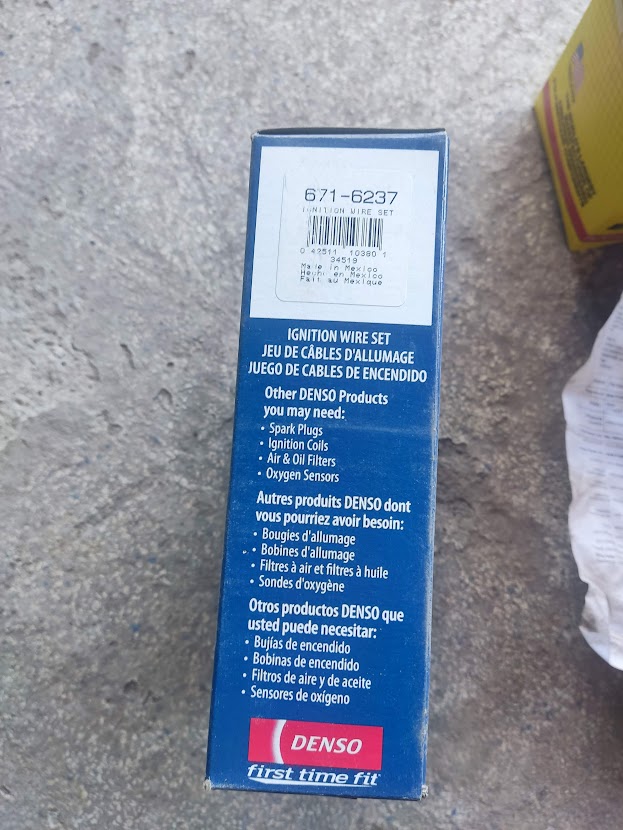 671-6237
IGNITION WIRE SET
0 42511 10380 1
34519
Made in Mexico
Hecho en Mexico
Fait au Mexique
IGNITION WIRE SET
JEU DE CÂBLES D'ALLUMAGE
JUEGO DE CABLES DE ENCENDIDO
Other DENSO Products
you may need:
• Spark Plugs
• Ignition Coils
• Air & Oil Filters
• Oxygen Sensors
Autres produits DENSO dont
vous pourriez avoir besoin:
• Bougies d'allumage
• Bobines d'allumage
• Filtres à air et filtres à huile
• Sondes d'oxygène
Otros productos DENSO que
usted puede necesitar:
• Bujías de encendido
• Bobinas de encendido
• Filtros de aire y de aceite
• Sensores de oxígeno
DENSO
first time fit